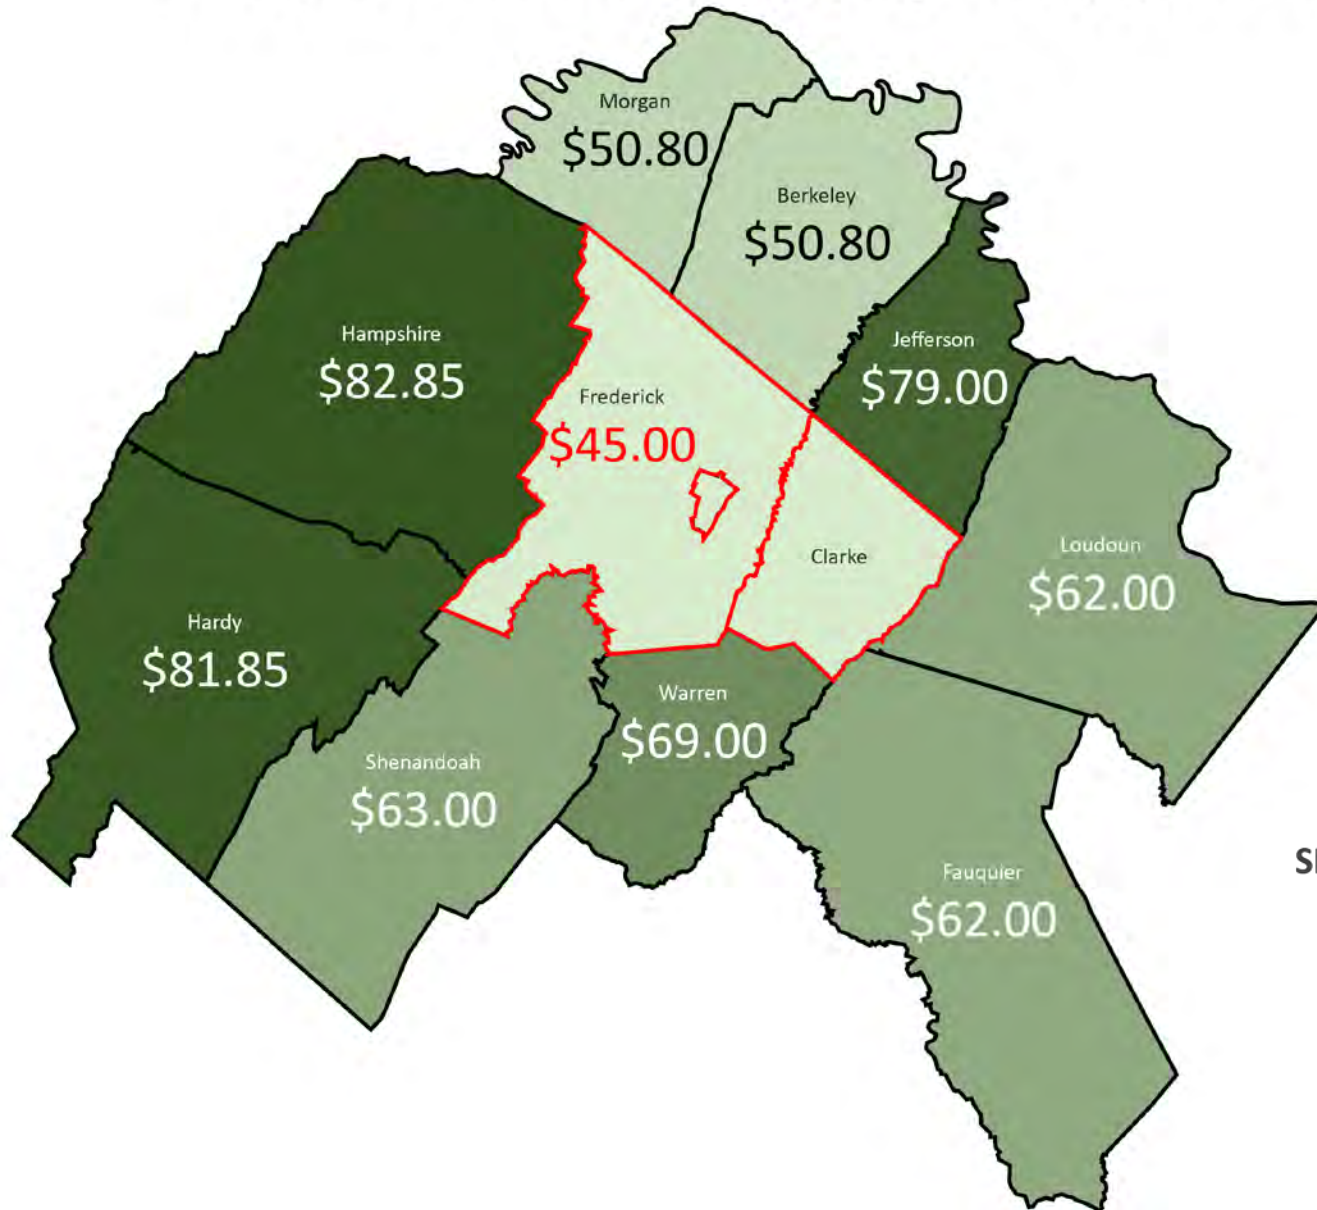 Morgan
$50.80
Berkeley
$50.80
Hampshire
$82.85
Jefferson
$79.00
Frederick
$45.00
Clarke
Loudoun
$62.00
Hardy
$81.85
Warren
$69.00
Shenandoah
$63.00
Fauquier
$62.00